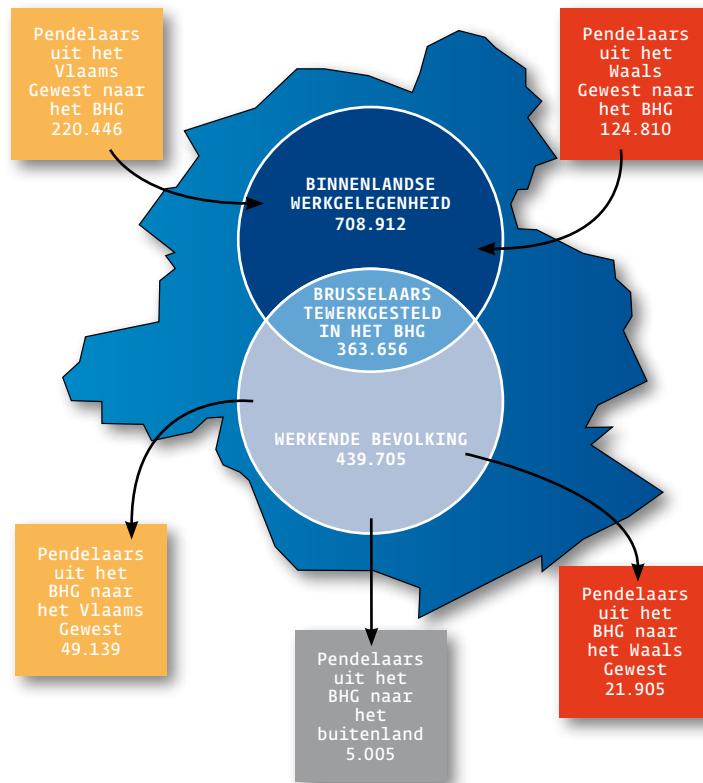 Pendelaars
uit het
Vlaams
Gewest naar
het BHG
220.446
Pendelaars
uit het
Waals
Gewest naar
het BHG
124.810
BINNENLANDSE
WERKGELEGENHEID
708.912
BRUSSELAARS
TEWERKGESTELD
IN HET BHG
363.656
WERKENDE BEVOLKING
439.705
Pendelaars
uit het
BHG naar
het Vlaams
Gewest
49.139
Pendelaars
uit het
BHG naar
het
buitenland
5.005
Pendelaars
uit het
BHG naar
het Waals
Gewest
21.905